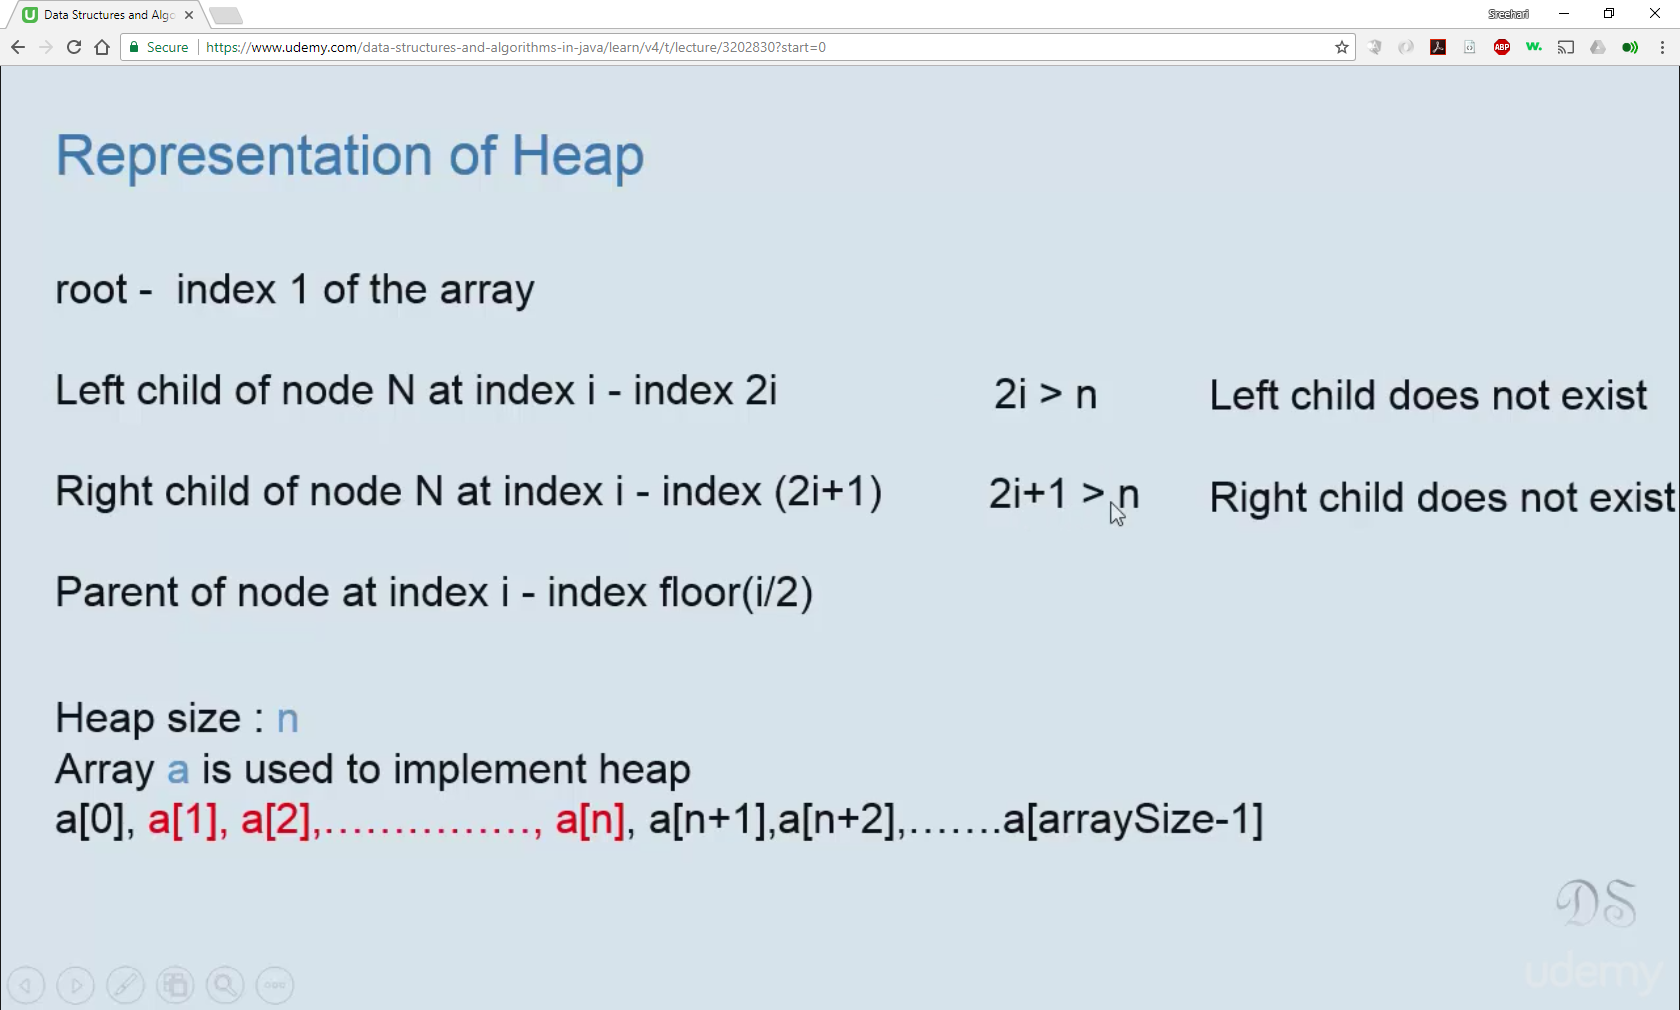 Data Structures and Algo
Sreehari
Secure
https://www.udemy.com/data-structures-and-algorithms-in-java/learn/v4/t/lecture/3202830?start=0
ABP
w.
Representation of Heap
root - index 1 of the array
Left child of node N at index i - index 2i 2i > n Left child does not exist
Right child of node N at index i - index (2i+1) 2i+1 > n Right child does not exist
Parent of node at index i - index floor(i/2)
Heap size : n
Array a is used to implement heap
a[0], a[1], a[2],……………, a[n], a[n+1],a[n+2],…….a[arraySize-1]
DS
udemy